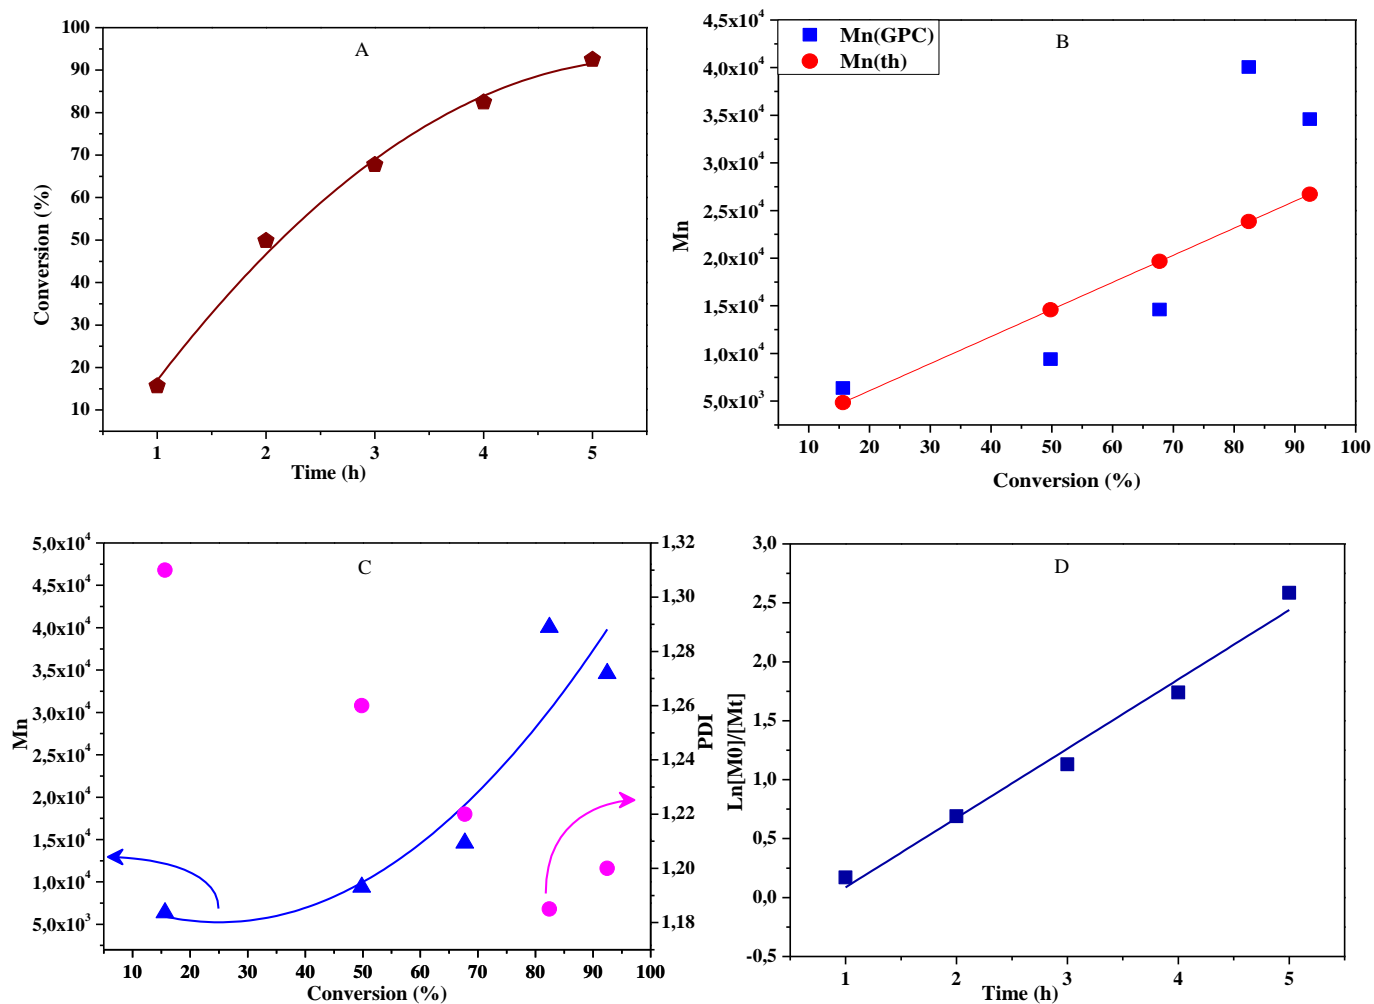 A
100
90
80
70
60
50
40
30
20
10
Conversion (%)
1 2 3 4 5
Time (h)
B
Mn(GPC)
Mn(th)
4,5x10⁴
4,0x10⁴
3,5x10⁴
3,0x10⁴
2,5x10⁴
2,0x10⁴
1,5x10⁴
1,0x10⁴
5,0x10³
Mn
10 20 30 40 50 60 70 80 90 100
Conversion (%)
C
5,0x10⁴
4,5x10⁴
4,0x10⁴
3,5x10⁴
3,0x10⁴
2,5x10⁴
2,0x10⁴
1,5x10⁴
1,0x10⁴
5,0x10³
Mn
1,32
1,30
1,28
1,26
1,24
1,22
1,20
1,18
PDI
10 20 30 40 50 60 70 80 90 100
Conversion (%)
D
3,0
2,5
2,0
1,5
1,0
0,5
0,0
-0,5
Ln[M0]/[Mt]
1 2 3 4 5
Time (h)